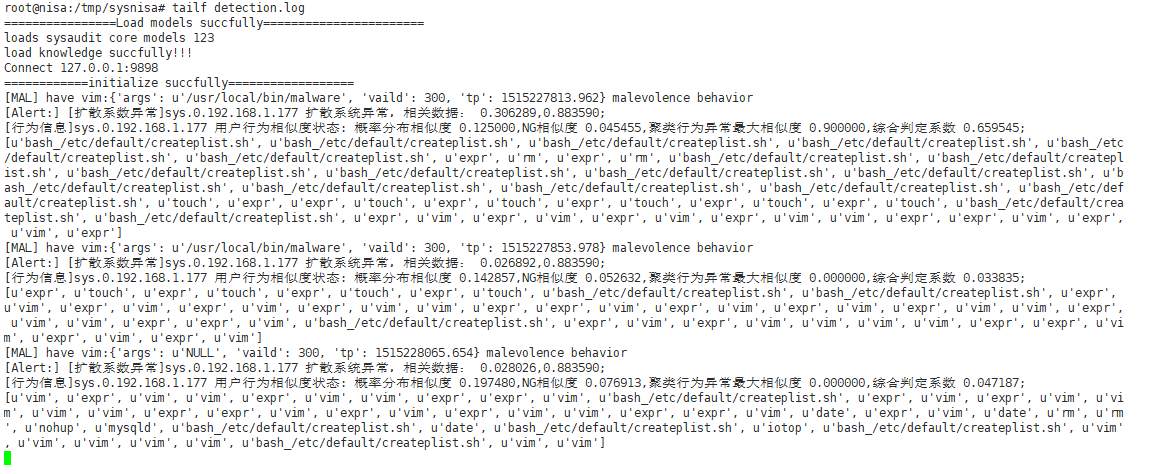 root@nisa:/tmp/sysnisa# tailf detection.log
================Load models succfully=======================
loads sysaudit core models 123
load knowledge succfully!!!
Connect 127.0.0.1:9898
============initialize succfully==================
[MAL] have vim:{'args': u'/usr/local/bin/malware', 'vaild': 300, 'tp': 1515227813.962} malevolence behavior
[Alert:] [扩散系数异常]sys.0.192.168.1.177 扩散系统异常，相关数据： 0.306289,0.883590;
[行为信息]sys.0.192.168.1.177 用户行为相似度状态: 概率分布相似度 0.125000,NG相似度 0.045455,聚类行为异常最大相似度 0.900000,综合判定系数 0.659545;
[u'bash_/etc/default/createplist.sh', u'bash_/etc/default/createplist.sh', u'bash_/etc/default/createplist.sh', u'bash_/etc/default/createplist.sh', u'bash_/etc
/default/createplist.sh', u'bash_/etc/default/createplist.sh', u'expr', u'rm', u'expr', u'rm', u'bash_/etc/default/createplist.sh', u'bash_/etc/default/createpl
ist.sh', u'bash_/etc/default/createplist.sh', u'bash_/etc/default/createplist.sh', u'bash_/etc/default/createplist.sh', u'bash_/etc/default/createplist.sh', u'b
ash_/etc/default/createplist.sh', u'bash_/etc/default/createplist.sh', u'bash_/etc/default/createplist.sh', u'bash_/etc/default/createplist.sh', u'bash_/etc/def
ault/createplist.sh', u'touch', u'expr', u'expr', u'touch', u'expr', u'touch', u'expr', u'touch', u'expr', u'touch', u'expr', u'touch', u'bash_/etc/default/crea
teplist.sh', u'bash_/etc/default/createplist.sh', u'expr', u'vim', u'expr', u'vim', u'expr', u'vim', u'expr', u'vim', u'vim', u'expr', u'expr', u'vim', u'expr',
u'vim', u'expr']
[MAL] have vim:{'args': u'/usr/local/bin/malware', 'vaild': 300, 'tp': 1515227853.978} malevolence behavior
[Alert:] [扩散系数异常]sys.0.192.168.1.177 扩散系统异常，相关数据： 0.026892,0.883590;
[行为信息]sys.0.192.168.1.177 用户行为相似度状态: 概率分布相似度 0.142857,NG相似度 0.052632,聚类行为异常最大相似度 0.000000,综合判定系数 0.033835;
[u'expr', u'touch', u'expr', u'touch', u'expr', u'touch', u'expr', u'touch', u'bash_/etc/default/createplist.sh', u'bash_/etc/default/createplist.sh', u'expr',
u'vim', u'expr', u'vim', u'expr', u'vim', u'expr', u'vim', u'vim', u'expr', u'expr', u'vim', u'expr', u'vim', u'expr', u'expr', u'vim', u'vim', u'vim', u'expr',
u'vim', u'vim', u'expr', u'expr', u'vim', u'bash_/etc/default/createplist.sh', u'expr', u'vim', u'expr', u'vim', u'vim', u'vim', u'vim', u'expr', u'expr', u'vi
m', u'expr', u'vim', u'expr', u'vim']
[MAL] have vim:{'args': u'NULL', 'vaild': 300, 'tp': 1515228065.654} malevolence behavior
[Alert:] [扩散系数异常]sys.0.192.168.1.177 扩散系统异常，相关数据： 0.028026,0.883590;
[行为信息]sys.0.192.168.1.177 用户行为相似度状态: 概率分布相似度 0.197480,NG相似度 0.076913,聚类行为异常最大相似度 0.000000,综合判定系数 0.047187;
[u'vim', u'expr', u'vim', u'expr', u'expr', u'vim', u'expr', u'vim', u'bash_/etc/default/createplist.sh', u'expr', u'vim', u'expr', u'vim', u'vim', u'vi
m', u'vim', u'vim', u'expr', u'expr', u'vim', u'expr', u'vim', u'expr', u'vim', u'vim', u'expr', u'expr', u'vim', u'date', u'expr', u'vim', u'date', u'rm', u'rm
', u'nohup', u'mysqld', u'bash_/etc/default/createplist.sh', u'date', u'bash_/etc/default/createplist.sh', u'iotop', u'bash_/etc/default/createplist.sh', u'vim'
, u'vim', u'vim', u'vim', u'vim', u'bash_/etc/default/createplist.sh', u'vim', u'vim']